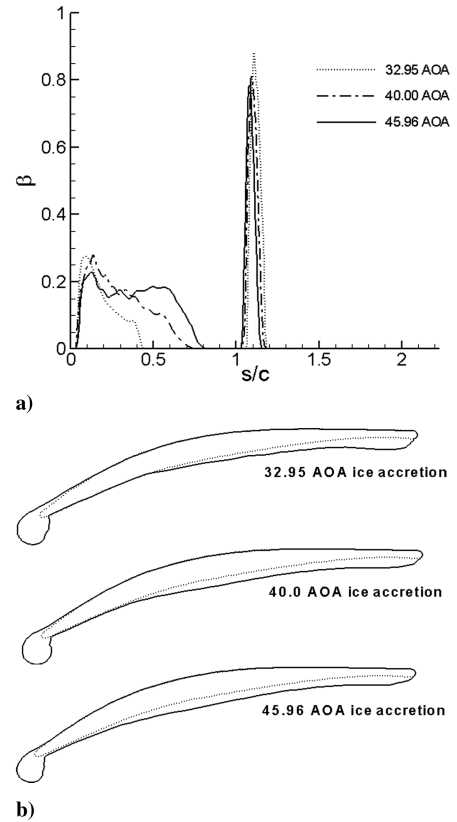 1
0.8
0.6
0.4
0.2
0
β
32.95 AOA
40.00 AOA
45.96 AOA
0 0.5 1 1.5 2
s/c
a)
32.95 AOA ice accretion
40.0 AOA ice accretion
45.96 AOA ice accretion
b)